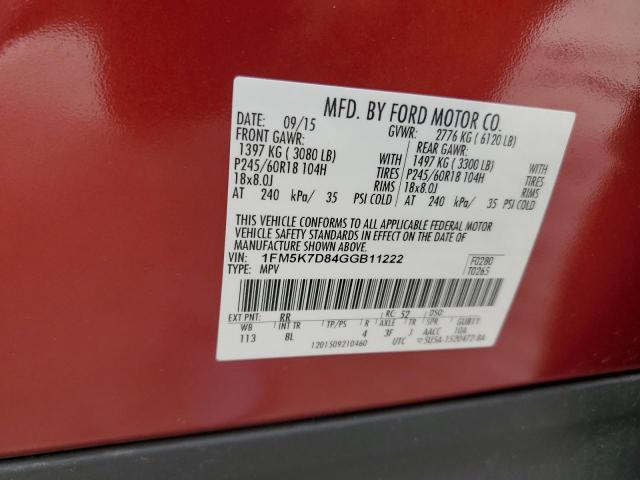 MFD. BY FORD MOTOR CO.
DATE: 09/15 GVWR: 2776 KG ( 6120 LB)
FRONT GAWR: REAR GAWR:
1397 KG ( 3080 LB) WITH 1497 KG ( 3300 LB) WITH
P245/60R18 104H TIRES P245/60R18 104H TIRES
18x8.0J RIMS 18x8.0J RIMS
AT 240 kPa/ 35 PSI COLD AT 240 kPa/ 35 PSI COLD
THIS VEHICLE CONFORMS TO ALL APPLICABLE FEDERAL MOTOR
VEHICLE SAFETY STANDARDS IN EFFECT ON THE DATE OF
MANUFACTURE SHOWN ABOVE.
VIN: 1FM5K7D84GGB11222 F0280
TYPE: MPV T0265
EXT PNT: RR RC: 52 DSO:
WB INT TR TP/PS R AXLE TR SPR
113 8L 4 3F J AACC 10A
1201509210460 UTC